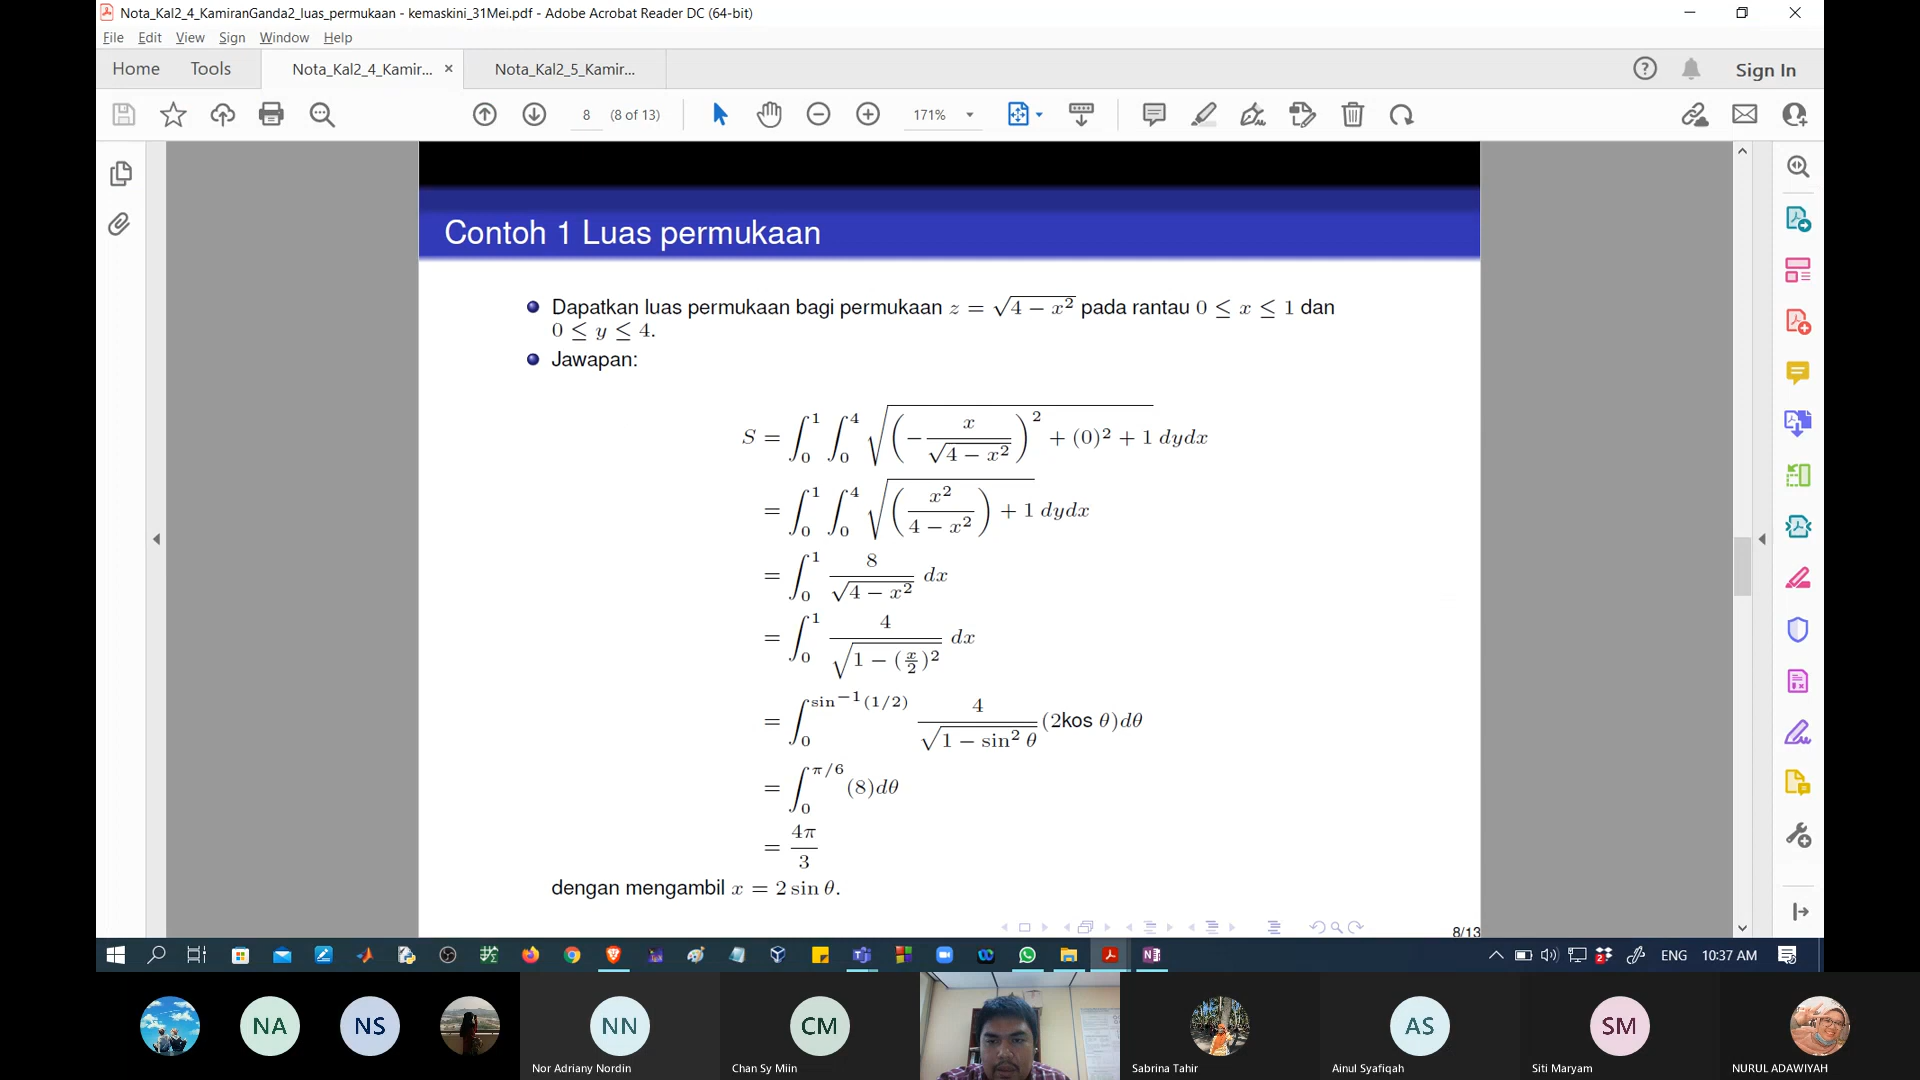 Nota_Kal2_4_KamiranGanda2_luas_permukaan - kemaskini_31Mei.pdf - Adobe Acrobat Reader DC (64-bit)
File Edit View Sign Window Help
Home Tools Nota_Kal2_4_Kamir... × Nota_Kal2_5_Kamir... Sign In
8 (8 of 13) 171%
Contoh 1 Luas permukaan
Dapatkan luas permukaan bagi permukaan z = √(4 − x²) pada rantau 0 ≤ x ≤ 1 dan
0 ≤ y ≤ 4.
Jawapan:
S = ∫₀¹ ∫₀⁴ √((−x/√(4 − x²))² + (0)² + 1) dydx
= ∫₀¹ ∫₀⁴ √((x²/(4 − x²)) + 1) dydx
= ∫₀¹ 8/√(4 − x²) dx
= ∫₀¹ 4/√(1 − (x/2)²) dx
= ∫₀^(sin⁻¹(1/2)) 4/√(1 − sin² θ) (2kos θ)dθ
= ∫₀^(π/6) (8)dθ
= 4π/3
dengan mengambil x = 2 sin θ.
8/13
ENG 10:37 AM
NA NS NN CM AS SM
Nor Adriany Nordin Chan Sy Miin Sabrina Tahir Ainul Syafiqah Siti Maryam NURUL ADAWIYAH